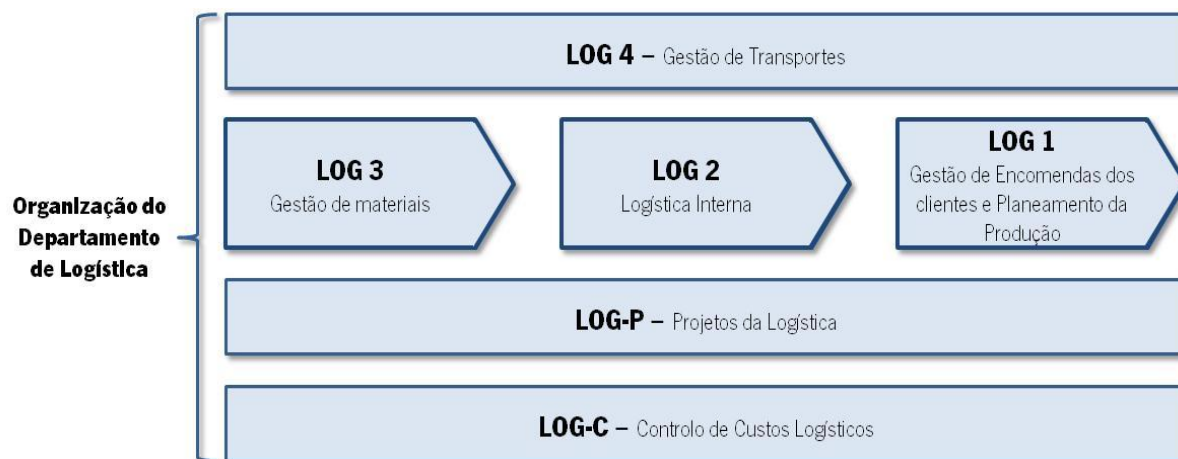 LOG 4 – Gestão de Transportes
LOG 3
Gestão de materiais
LOG 2
Logística Interna
LOG 1
Gestão de Encomendas dos
clientes e Planeamento da
Produção
Organização do
Departamento
de Logística
LOG-P – Projetos da Logística
LOG-C – Controlo de Custos Logísticos